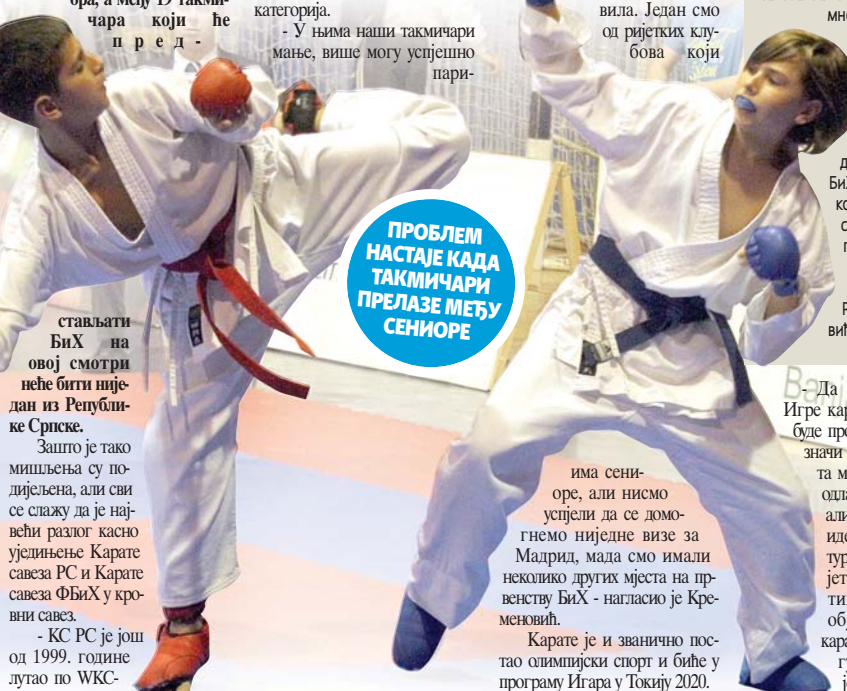 ора, а међу 19 такми-
чара који ће
п р е д -
стављати
БиХ на
овој смотри
неће бити није-
дан из Републи-
ке Српске.
Зашто је тако
мишљења су по-
дијељена, али сви
се слажу да је нај-
већи разлог касно
уједињење Карате
савеза РС и Карате
савеза ФБиХ у кро-
вни савез.
- КС РС је још
од 1999. године
лутао по WKC-
категорија.
- У њима наши такмичари
мање, више могу успјешно
пари-
ПРОБЛЕМ
НАСТАЈЕ КАДА
ТАКМИЧАРИ
ПРЕЛАЗЕ МЕЂУ
СЕНИОРЕ
вила. Један смо
од ријетких клу-
бова који
има сени-
оре, али нисмо
успјели да се домо-
гнемо ниједне визе за
Мадрид, мада смо имали
неколико других мјеста на пр-
венству БиХ - нагласио је Кре-
меновић.
Карате је и званично пос-
тао олимпијски спорт и биће у
програму Игара у Токију 2020.
- Да
Игре кар
буде про
значи
та м
одла
али
иде
тур
јет
ти
обј
кара